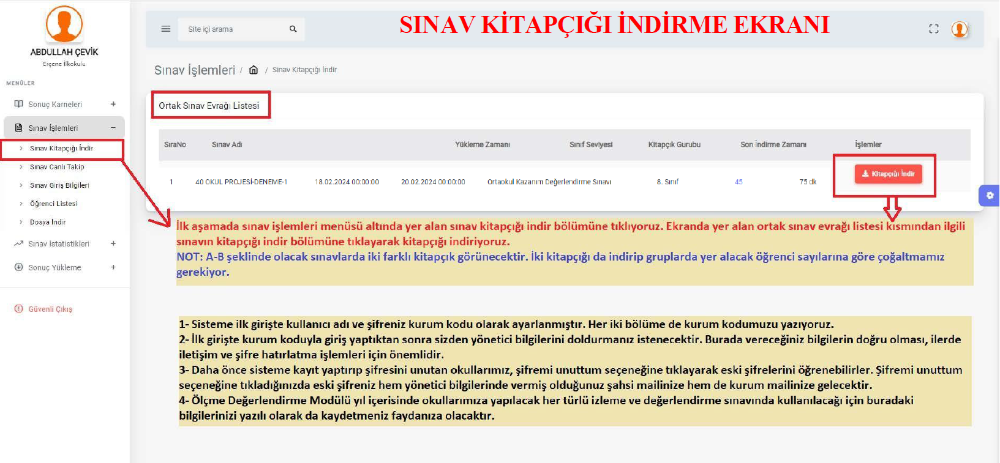 SINAV KİTAPÇIĞI İNDİRME EKRANI
ABDULLAH ÇEVİK
Erçene İlkokulu
MENÜLER
Sonuç Karneleri +
Sınav İşlemleri −
Sınav Kitapçığı İndir
Sınav Canlı Takip
Sınav Giriş Bilgileri
Öğrenci Listesi
Dosya İndir
Sınav İstatistikleri +
Sonuç Yükleme +
Güvenli Çıkış
Site içi arama
Sınav İşlemleri / / Sınav Kitapçığı İndir
Ortak Sınav Evrağı Listesi
SıraNo Sınav Adı Yükleme Zamanı Sınıf Seviyesi Kitapçık Gurubu Son İndirme Zamanı İşlemler
1 40 OKUL PROJESİ-DENEME-1 18.02.2024 00:00:00 20.02.2024 00:00:00 Ortaokul Kazanım Değerlendirme Sınavı 8. Sınıf 45 75 dk Kitapçığı İndir
İlk aşamada sınav işlemleri menüsü altında yer alan sınav kitapçığı indir bölümüne tıklıyoruz. Ekranda yer alan ortak sınav evrağı listesi kısmından ilgili
sınavın kitapçığı indir bölümüne tıklayarak kitapçığı indiriyoruz.
NOT: A-B şeklinde olacak sınavlarda iki farklı kitapçık görünecektir. İki kitapçığı da indirip gruplarda yer alacak öğrenci sayılarına göre çoğaltmamız
gerekiyor.
1- Sisteme ilk girişte kullanıcı adı ve şifreniz kurum kodu olarak ayarlanmıştır. Her iki bölüme de kurum kodumuzu yazıyoruz.
2- İlk girişte kurum koduyla giriş yaptıktan sonra sizden yönetici bilgilerini doldurmanız istenecektir. Burada vereceğiniz bilgilerin doğru olması, ilerde
iletişim ve şifre hatırlatma işlemleri için önemlidir.
3- Daha önce sisteme kayıt yaptırıp şifresini unutan okullarımız, şifremi unuttum seçeneğine tıklayarak eski şifrelerini öğrenebilirler. Şifremi unuttum
seçeneğine tıkladığınızda eski şifreniz hem yönetici bilgilerinde vermiş olduğunuz şahsi mailinize hem de kurum mailinize gelecektir.
4- Ölçme Değerlendirme Modülü yıl içerisinde okullarımıza yapılacak her türlü izleme ve değerlendirme sınavında kullanılacağı için buradaki
bilgilerinizi yazılı olarak da kaydetmeniz faydanıza olacaktır.